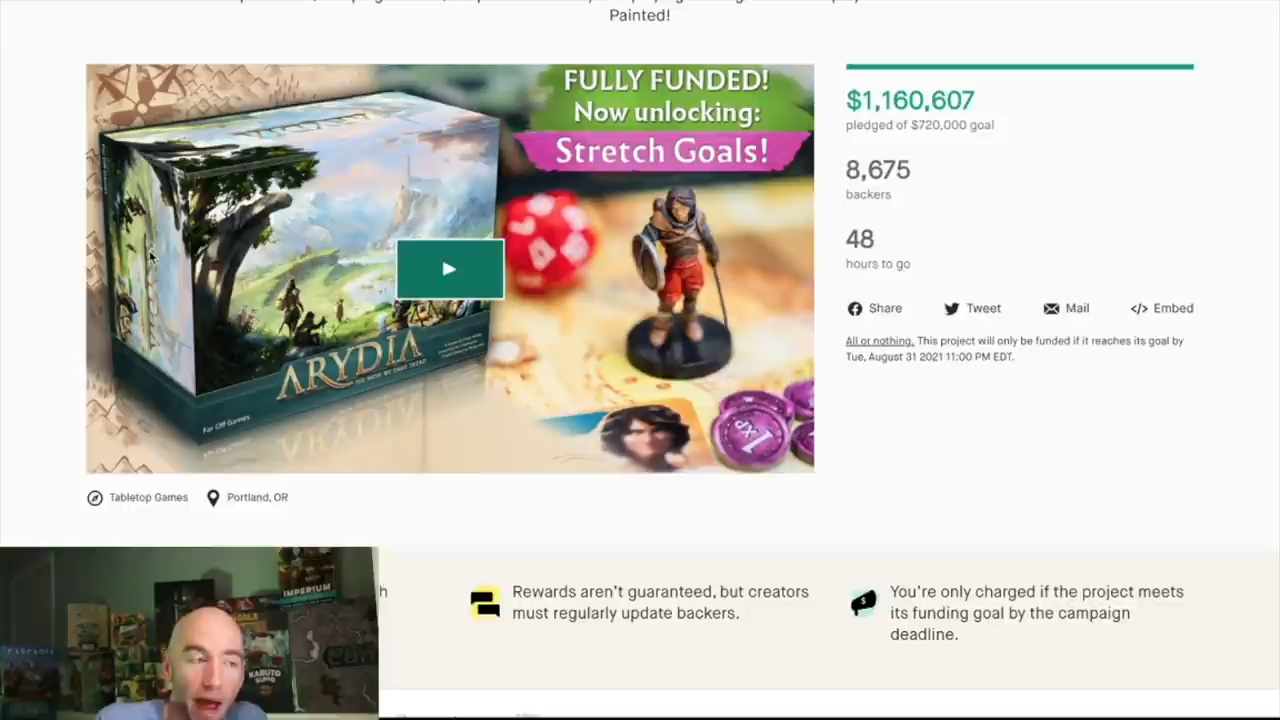 Painted!
FULLY FUNDED!
Now unlocking:
Stretch Goals!
$1,160,607
pledged of $720,000 goal
8,675
backers
48
hours to go
Share
Tweet
Mail
Embed
All or nothing. This project will only be funded if it reaches its goal by
Tue, August 31 2021 11:00 PM EDT.
ARYDIA
Far Off Games
1 XP
Tabletop Games
Portland, OR
h
Rewards aren't guaranteed, but creators
must regularly update backers.
You're only charged if the project meets
its funding goal by the campaign
deadline.
IMPERIUM
KABUTO
SUMO